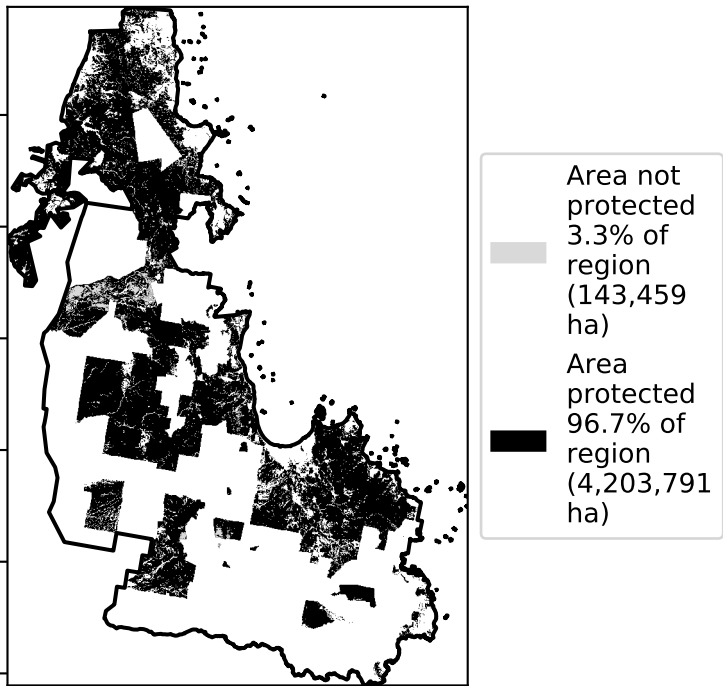 Area not
protected
3.3% of
region
(143,459
ha)
Area
protected
96.7% of
region
(4,203,791
ha)